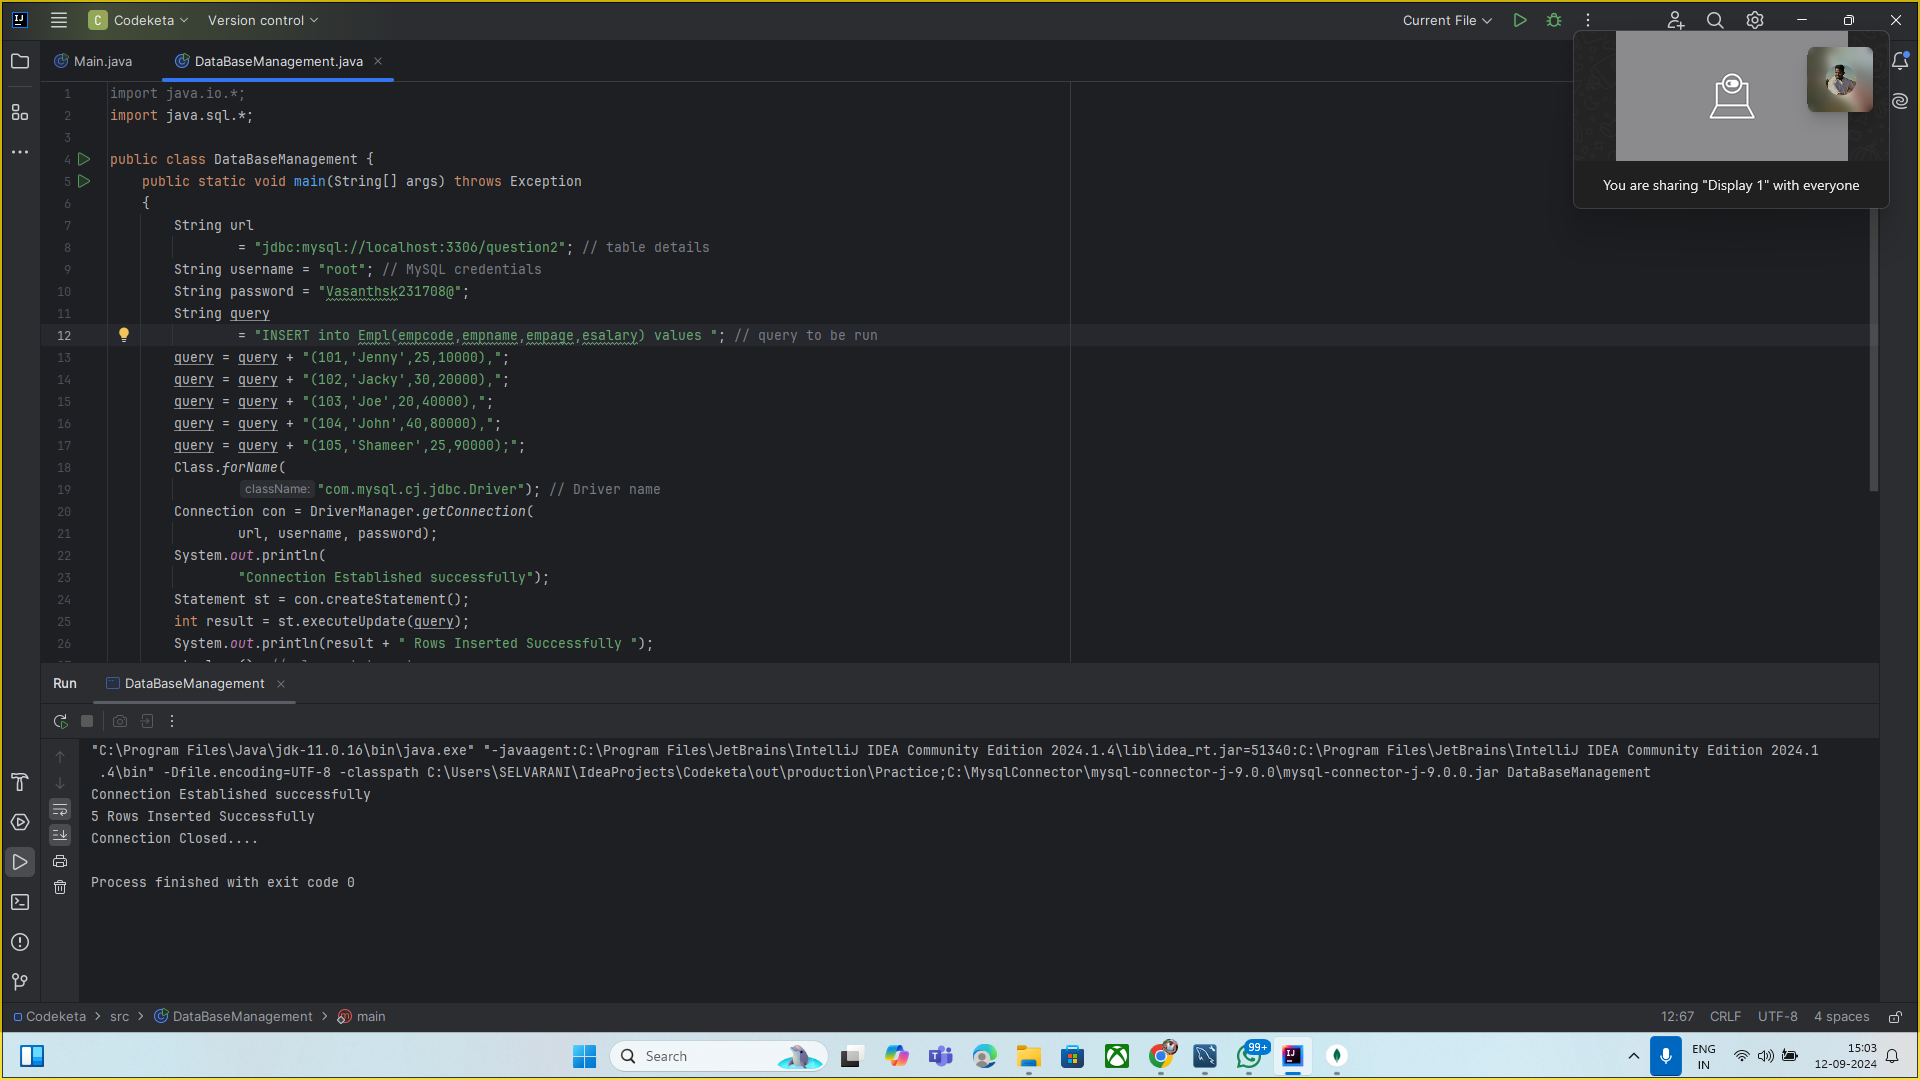 IJ
C Codeketa Version control Current File
Main.java DataBaseManagement.java
1 import java.io.*;
2 import java.sql.*;
3
4 public class DataBaseManagement {
5 public static void main(String[] args) throws Exception
6 {
7 String url
8 = "jdbc:mysql://localhost:3306/question2"; // table details
9 String username = "root"; // MySQL credentials
10 String password = "Vasanthsk231708@";
11 String query
12 = "INSERT into Empl(empcode,empname,empage,esalary) values "; // query to be run
13 query = query + "(101,'Jenny',25,10000),";
14 query = query + "(102,'Jacky',30,20000),";
15 query = query + "(103,'Joe',20,40000),";
16 query = query + "(104,'John',40,80000),";
17 query = query + "(105,'Shameer',25,90000);";
18 Class.forName(
19 className: "com.mysql.cj.jdbc.Driver"); // Driver name
20 Connection con = DriverManager.getConnection(
21 url, username, password);
22 System.out.println(
23 "Connection Established successfully");
24 Statement st = con.createStatement();
25 int result = st.executeUpdate(query);
26 System.out.println(result + " Rows Inserted Successfully ");
You are sharing "Display 1" with everyone
Run DataBaseManagement
"C:\Program Files\Java\jdk-11.0.16\bin\java.exe" "-javaagent:C:\Program Files\JetBrains\IntelliJ IDEA Community Edition 2024.1.4\lib\idea_rt.jar=51340:C:\Program Files\JetBrains\IntelliJ IDEA Community Edition 2024.1
.4\bin" -Dfile.encoding=UTF-8 -classpath C:\Users\SELVARANI\IdeaProjects\Codeketa\out\production\Practice;C:\MysqlConnector\mysql-connector-j-9.0.0\mysql-connector-j-9.0.0.jar DataBaseManagement
Connection Established successfully
5 Rows Inserted Successfully
Connection Closed....
Process finished with exit code 0
Codeketa > src > DataBaseManagement > main 12:67 CRLF UTF-8 4 spaces
Search 99+ IJ ENG 15:03
IN 12-09-2024